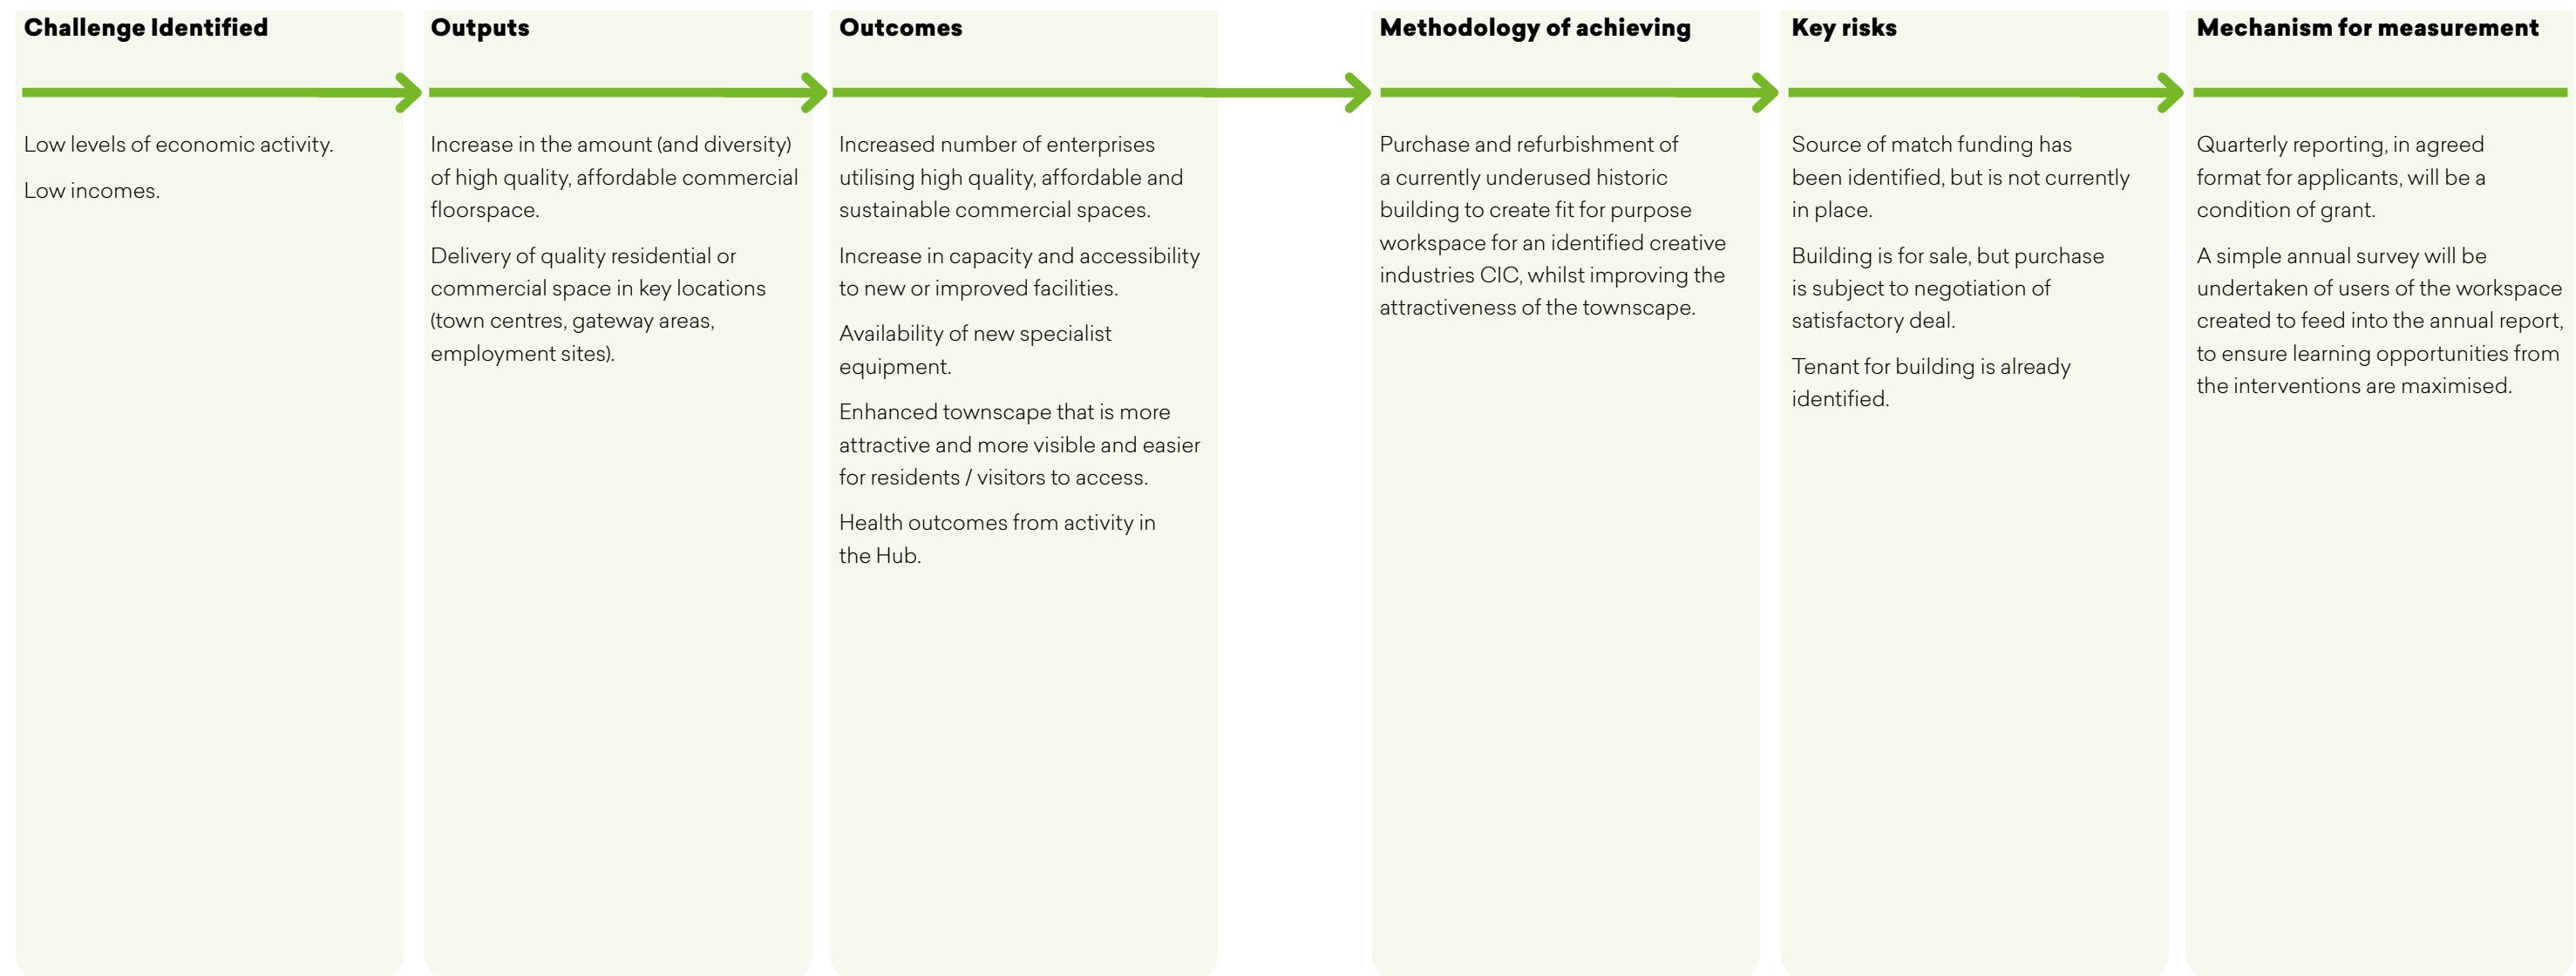 Challenge Identified
Low levels of economic activity.
Low incomes.
Outputs
Increase in the amount (and diversity)
of high quality, affordable commercial
floorspace.
Delivery of quality residential or
commercial space in key locations
(town centres, gateway areas,
employment sites).
Outcomes
Increased number of enterprises
utilising high quality, affordable and
sustainable commercial spaces.
Increase in capacity and accessibility
to new or improved facilities.
Availability of new specialist
equipment.
Enhanced townscape that is more
attractive and more visible and easier
for residents / visitors to access.
Health outcomes from activity in
the Hub.
Methodology of achieving
Purchase and refurbishment of
a currently underused historic
building to create fit for purpose
workspace for an identified creative
industries CIC, whilst improving the
attractiveness of the townscape.
Key risks
Source of match funding has
been identified, but is not currently
in place.
Building is for sale, but purchase
is subject to negotiation of
satisfactory deal.
Tenant for building is already
identified.
Mechanism for measurement
Quarterly reporting, in agreed
format for applicants, will be a
condition of grant.
A simple annual survey will be
undertaken of users of the workspace
created to feed into the annual report,
to ensure learning opportunities from
the interventions are maximised.